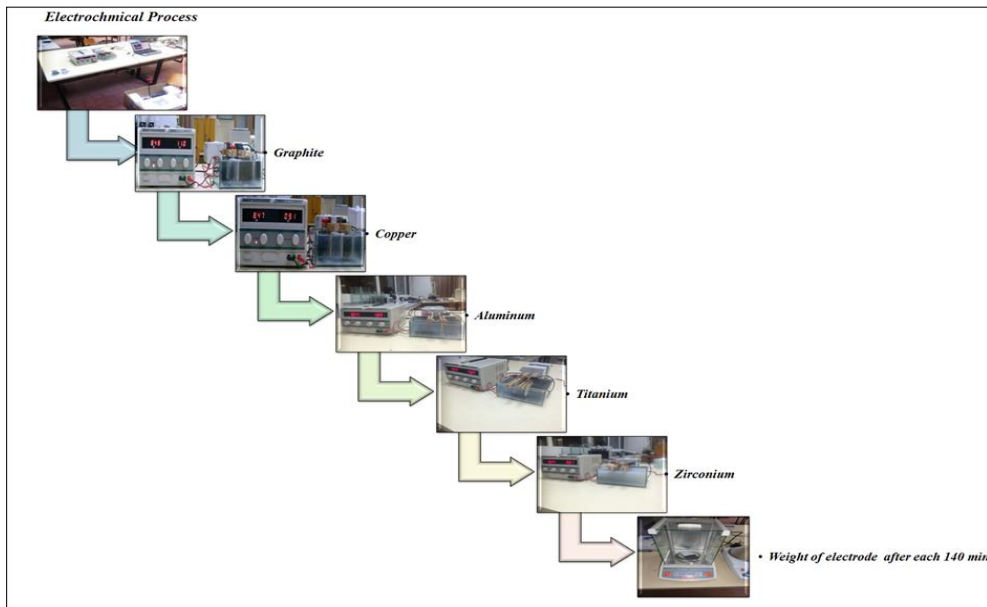 Electrochmical Process
• Graphite
• Copper
• Aluminum
• Titanium
• Zirconium
• Weight of electrode after each 140 min